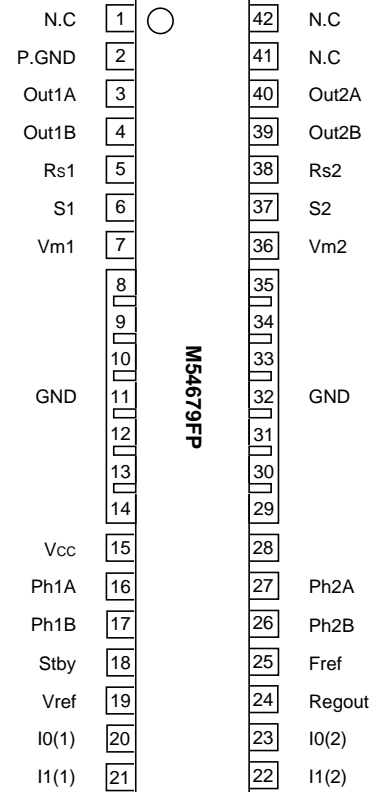 N.C 1 42 N.C
P.GND 2 41 N.C
Out1A 3 40 Out2A
Out1B 4 39 Out2B
Rs1 5 38 Rs2
S1 6 37 S2
Vm1 7 36 Vm2
8 35
9 34
10 33
GND 11 32 GND
12 31
13 30
14 29
M54679FP
Vcc 15 28
Ph1A 16 27 Ph2A
Ph1B 17 26 Ph2B
Stby 18 25 Fref
Vref 19 24 Regout
I0(1) 20 23 I0(2)
I1(1) 21 22 I1(2)